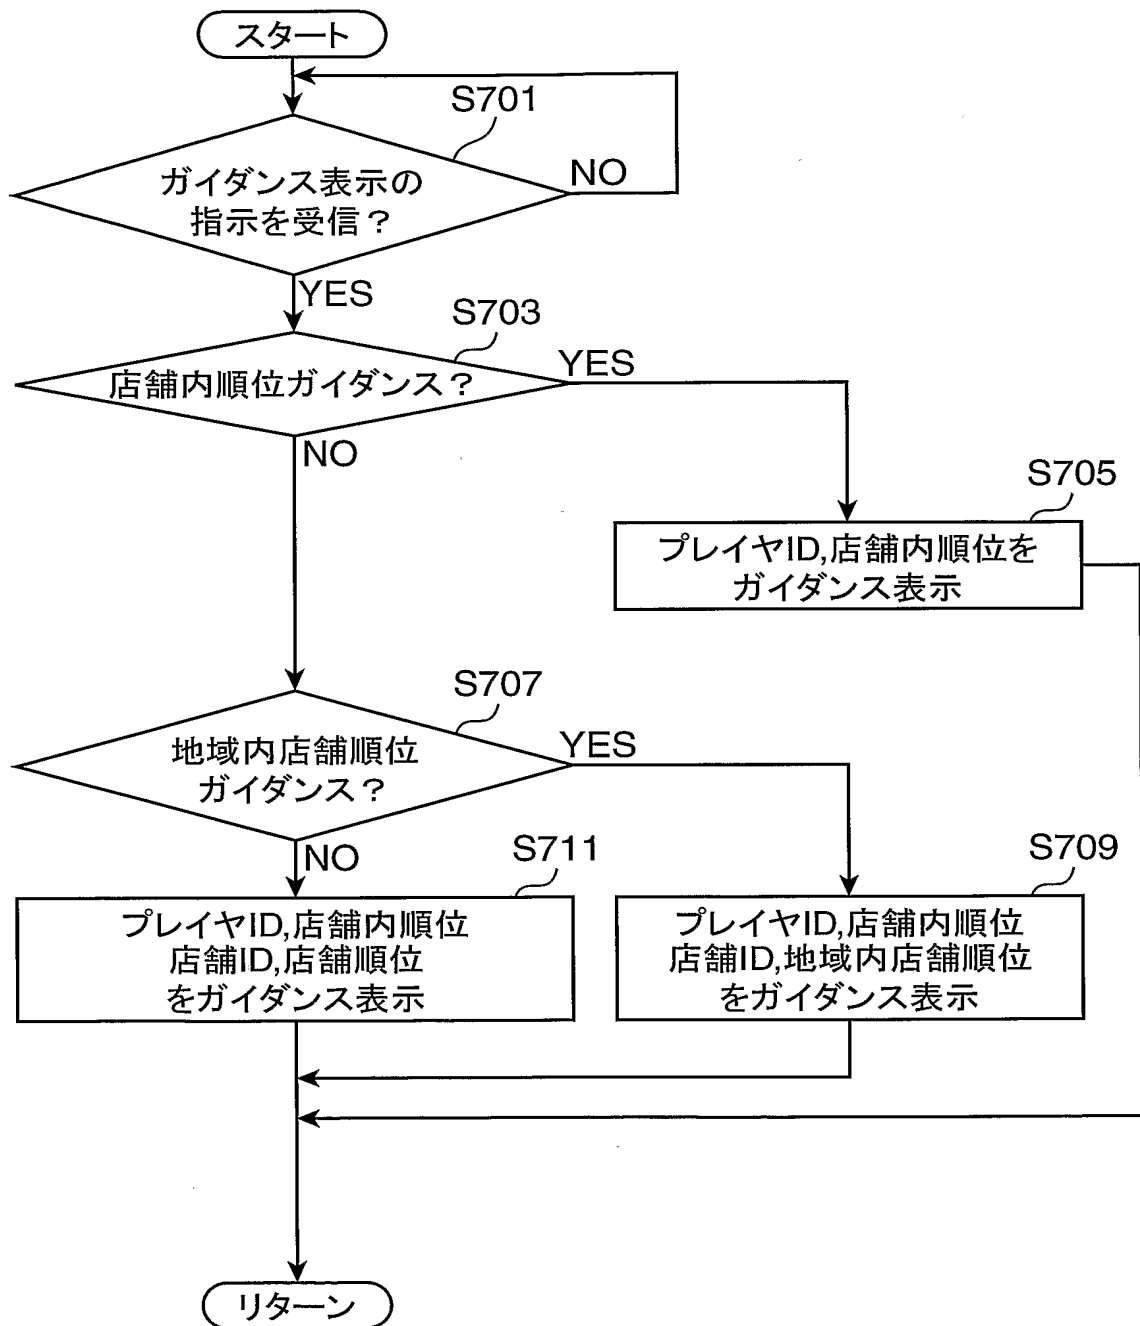 スタート
S701
ガイダンス表示の
指示を受信？
NO
YES
S703
店舗内順位ガイダンス？
YES
NO
S705
プレイヤID,店舗内順位を
ガイダンス表示
S707
地域内店舗順位
ガイダンス？
YES
NO
S711
プレイヤID,店舗内順位
店舗ID,店舗順位
をガイダンス表示
S709
プレイヤID,店舗内順位
店舗ID,地域内店舗順位
をガイダンス表示
リターン